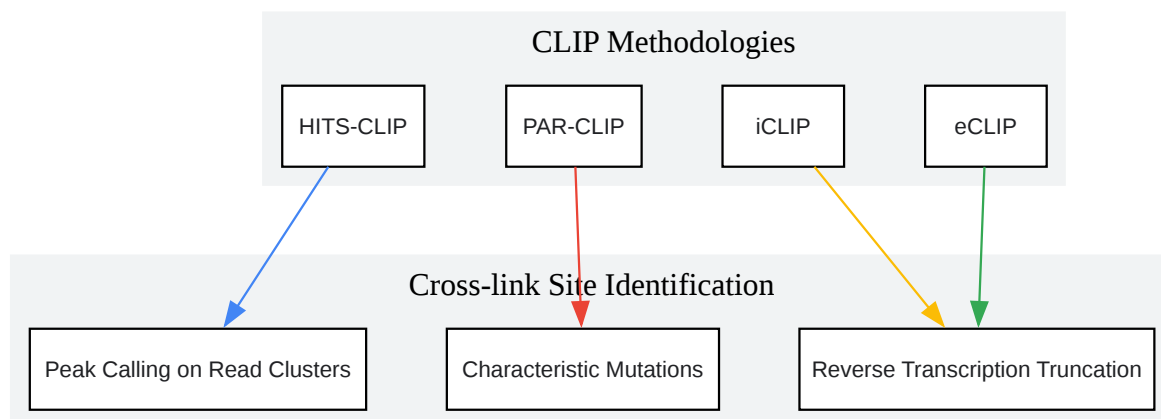 CLIP Methodologies
HITS-CLIP
PAR-CLIP
iCLIP
eCLIP
Cross-link Site Identification
Peak Calling on Read Clusters
Characteristic Mutations
Reverse Transcription Truncation